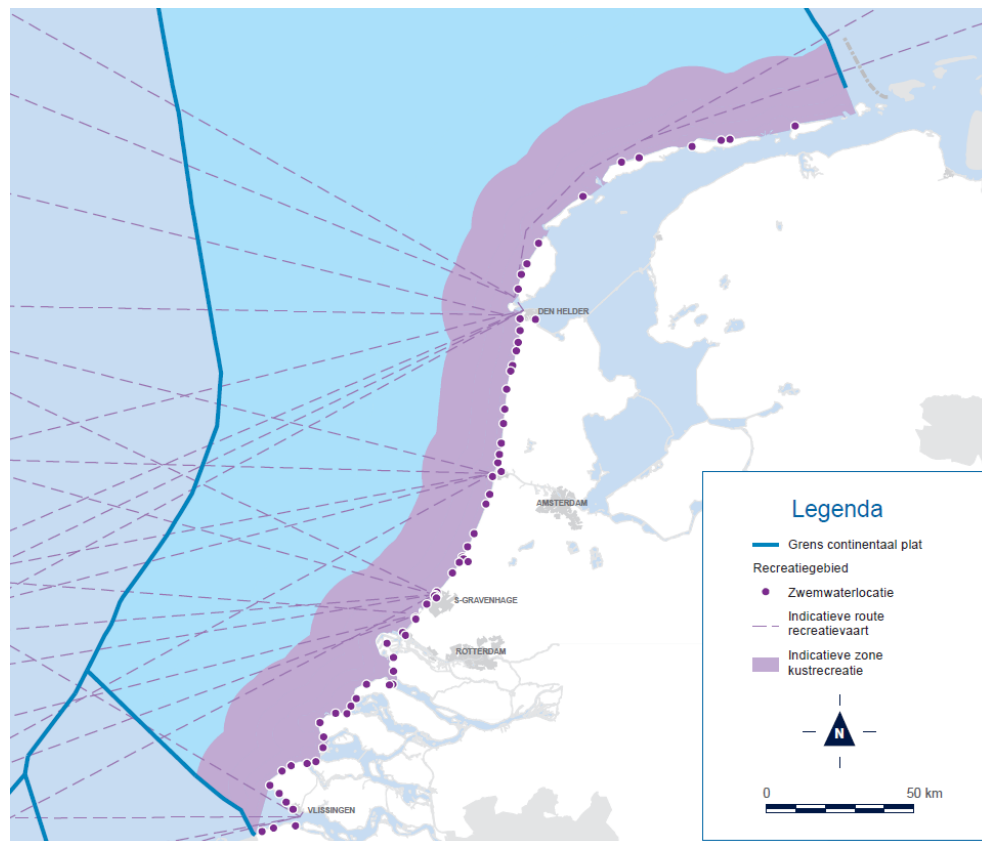 DEN HELDER
AMSTERDAM
S-GRAVENHAGE
ROTTERDAM
VLISSINGEN
Legenda
Grens continentaal plat
Recreatiegebied
Zwemwaterlocatie
Indicatieve route
recreatievaart
Indicatieve zone
kustrecreatie
N
0 50 km